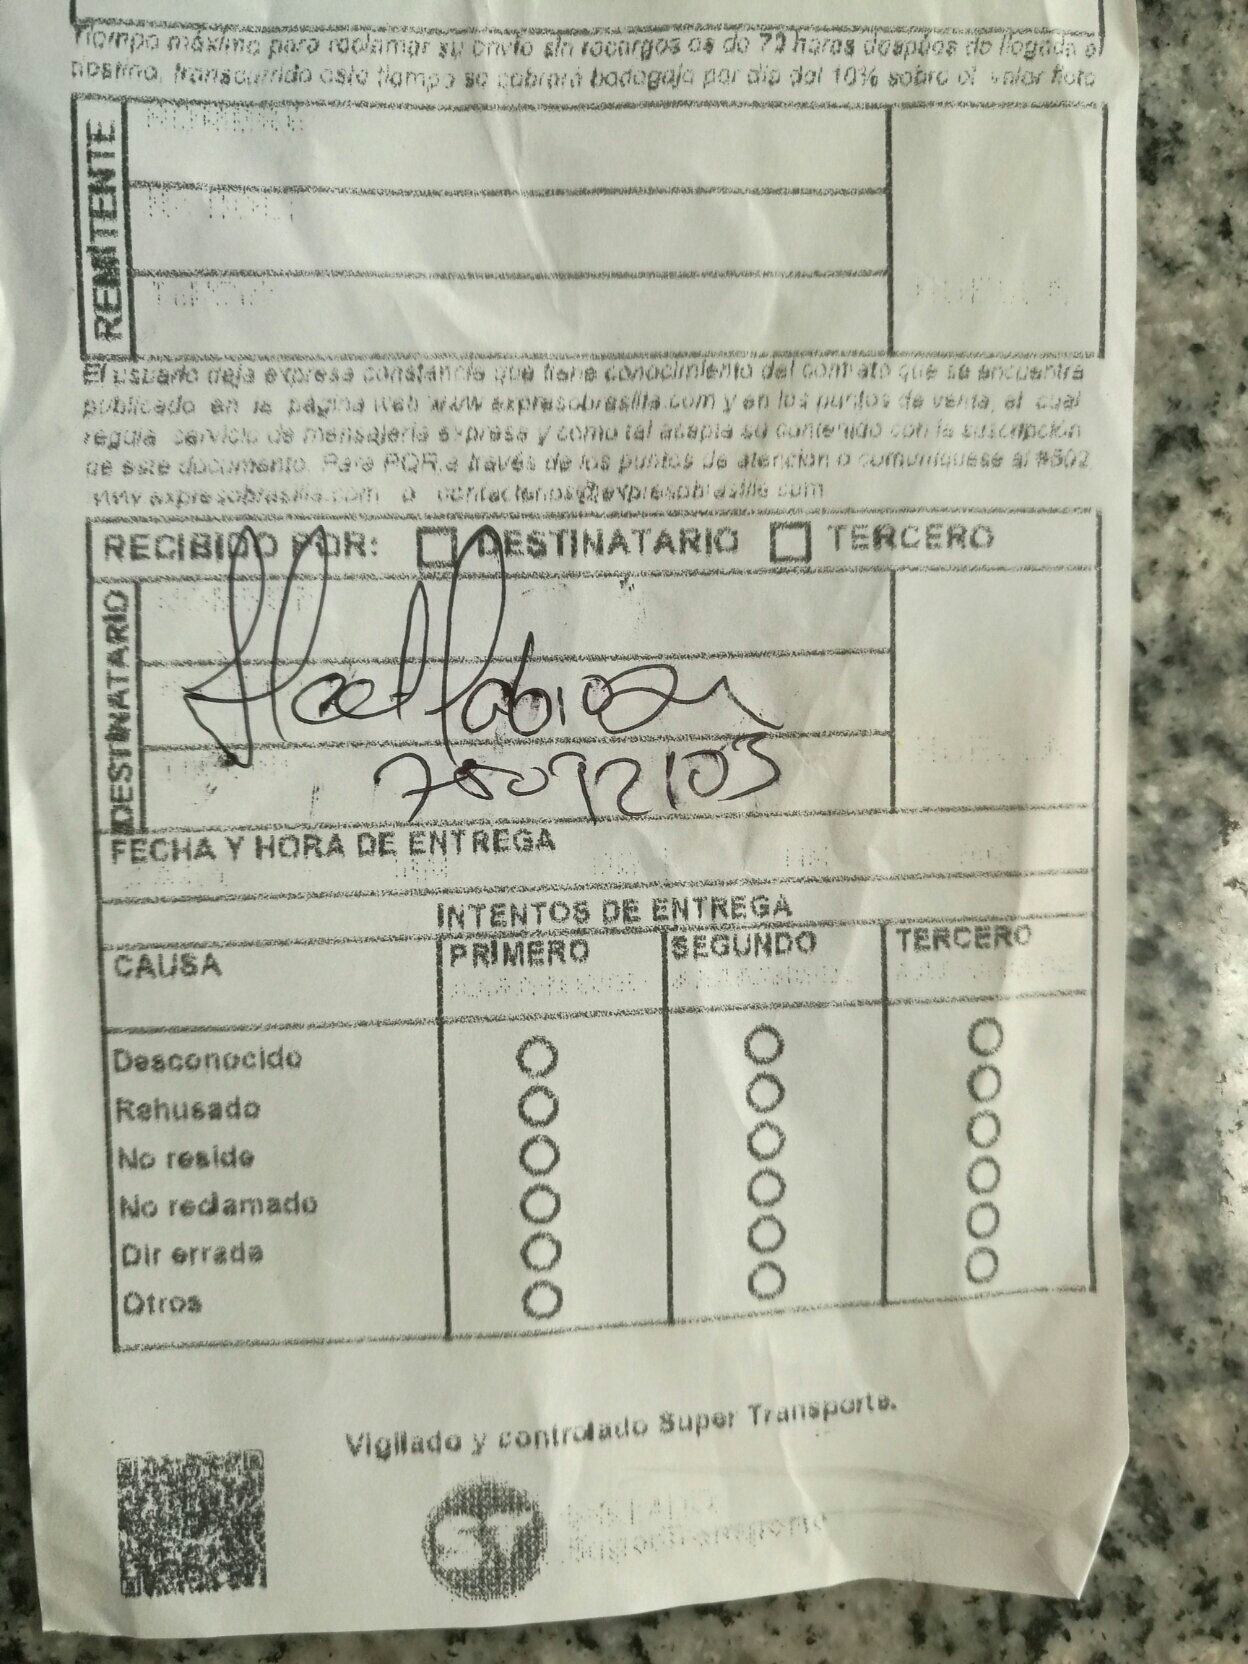 Tiempo máximo para reclamar su envío sin recargos es de 72 horas después de llegada a
destino, transcurrido este tiempo se cobrará bodegaje por día del 10% sobre el valor flete
REMITENTE
NOMBRE
El usuario deja expresa constancia que tiene conocimiento del contrato que se encuentra
publicado en la página web www.expresobrasilia.com y en los puntos de venta, el cual
regula servicio de mensajería expresa y como tal acepta su contenido con la suscripción
de este documento. Para PQR a través de los puntos de atención o comuníquese al #502
www.expresobrasilia.com o contactenos@expresobrasilia.com
RECIBIDO POR: DESTINATARIO TERCERO
DESTINATARIO
75092103
FECHA Y HORA DE ENTREGA
INTENTOS DE ENTREGA
CAUSA PRIMERO SEGUNDO TERCERO
Desconocido
Rehusado
No reside
No reclamado
Dir errada
Otros
Vigilado y controlado Super Transporte.
ST